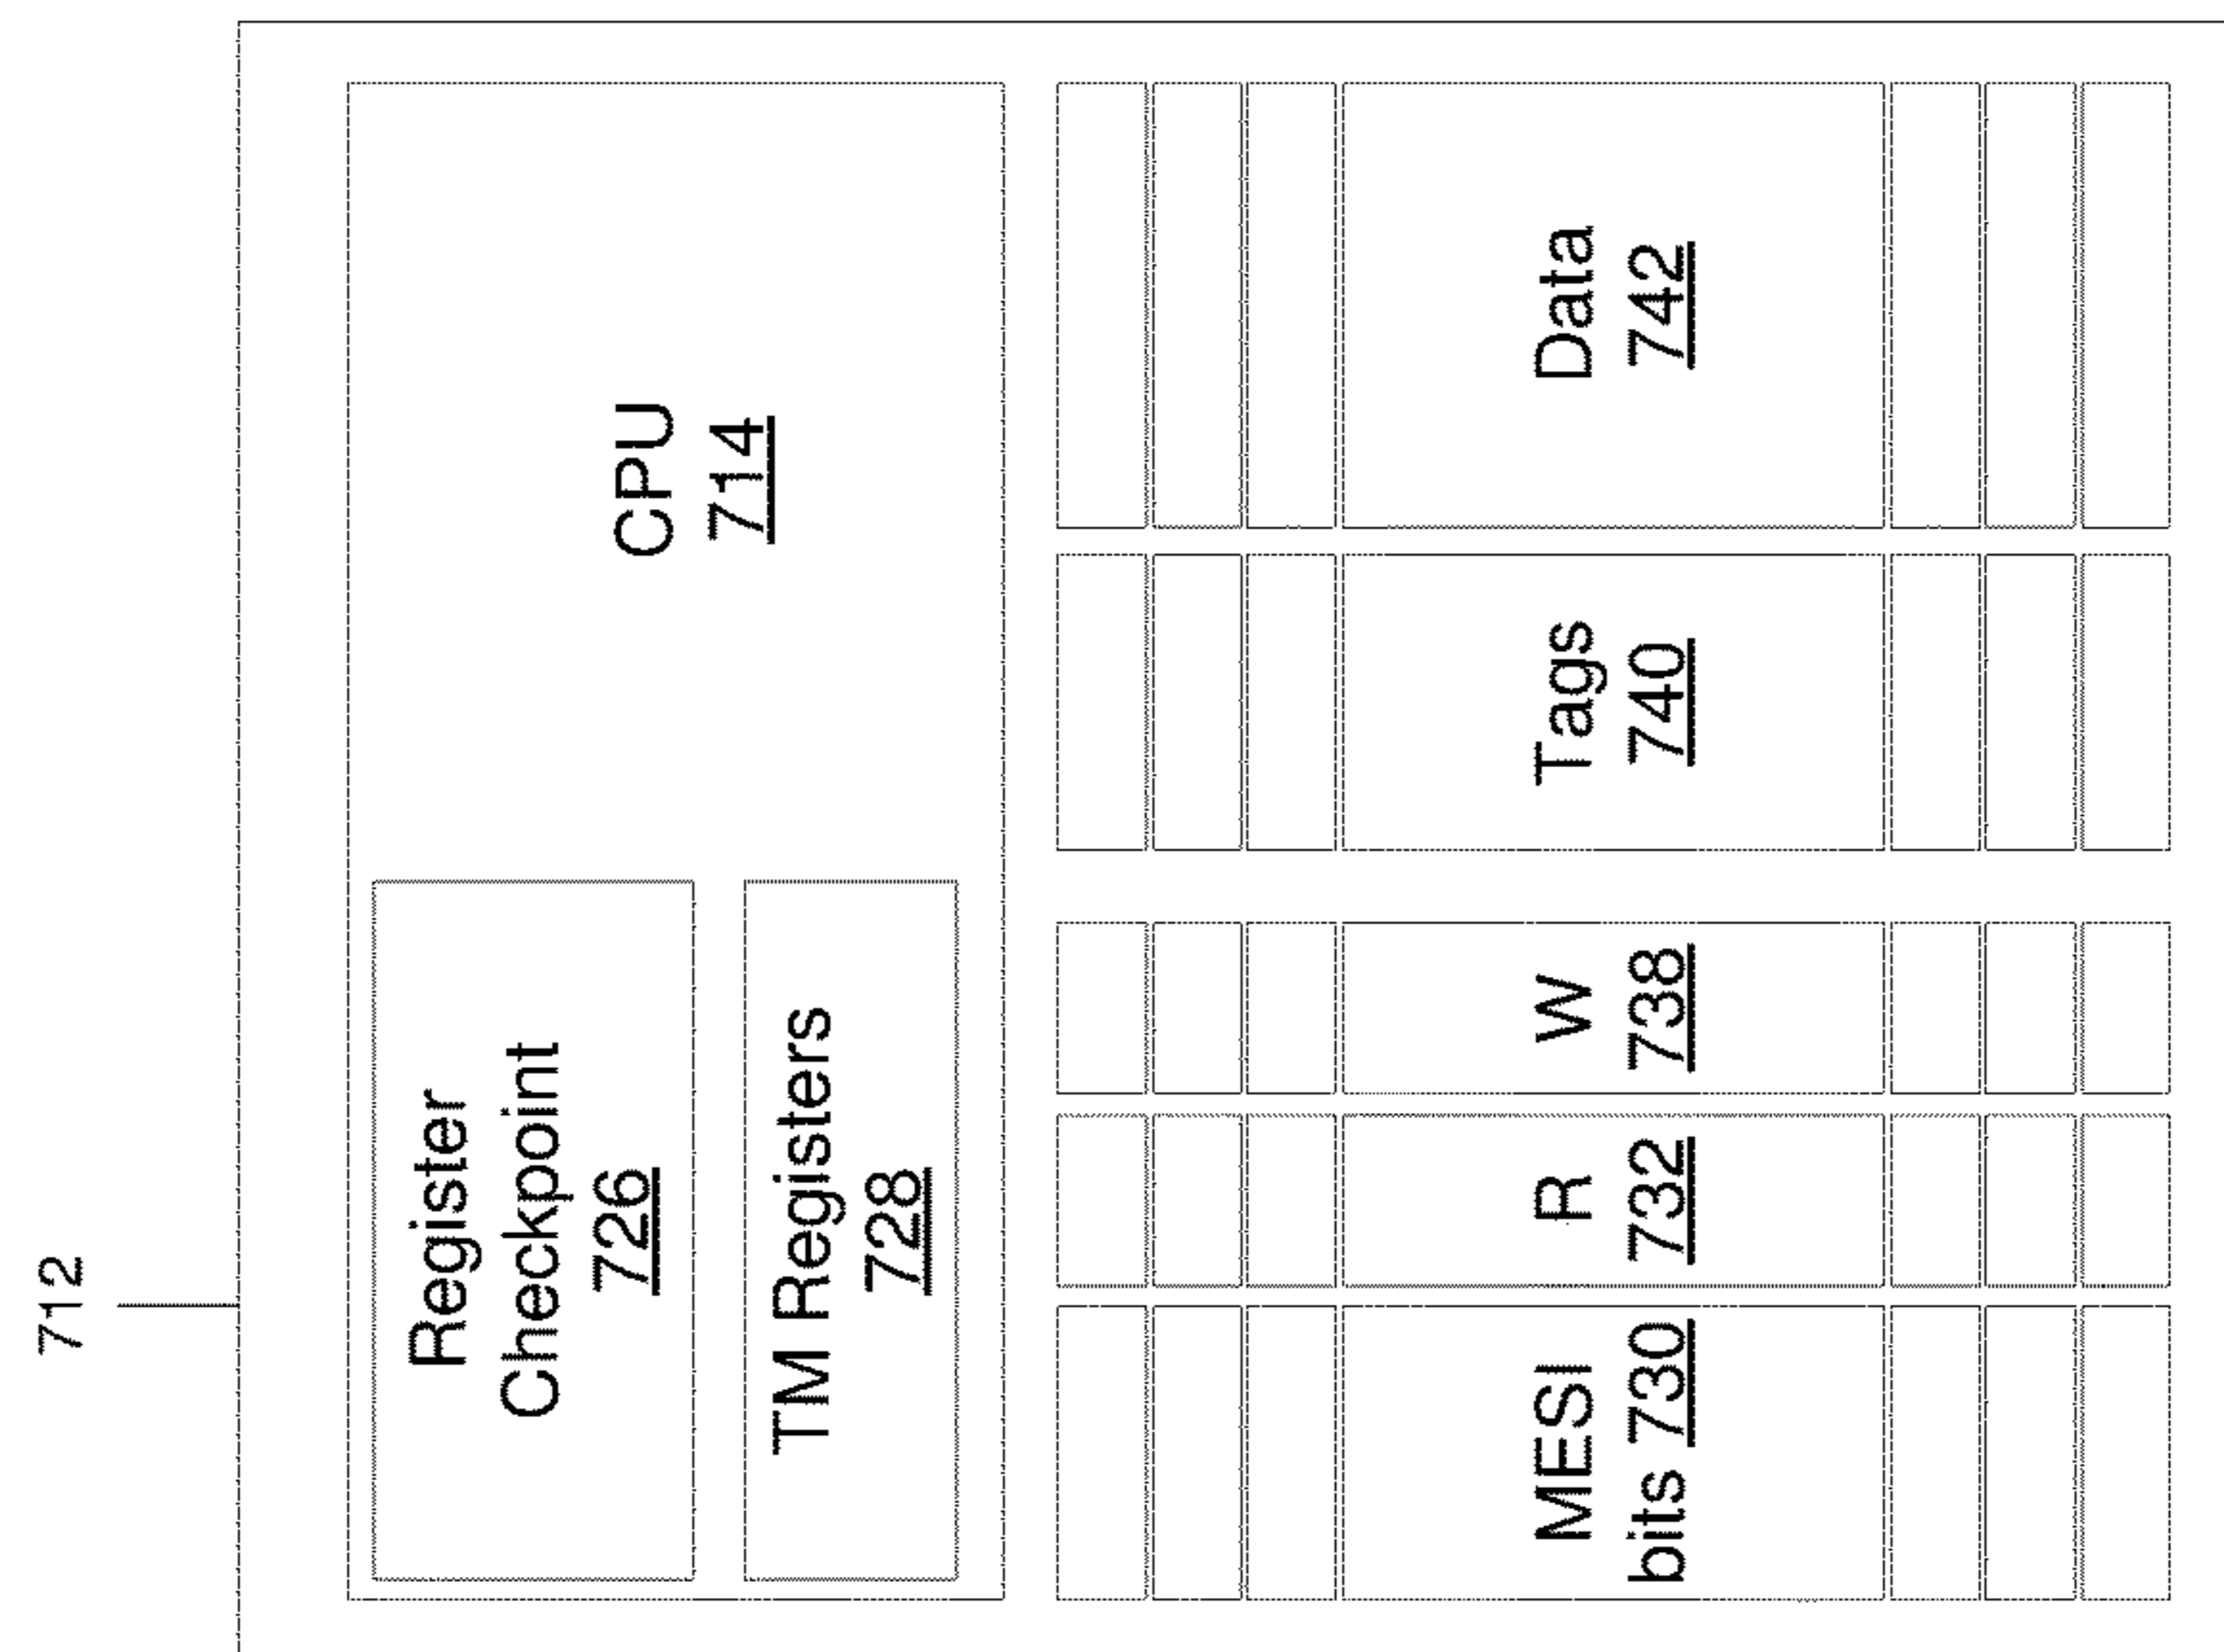 712
Register
Checkpoint
726
TM Registers
728
CPU
714
MESI
bits 730
R
732
W
738
Tags
740
Data
742